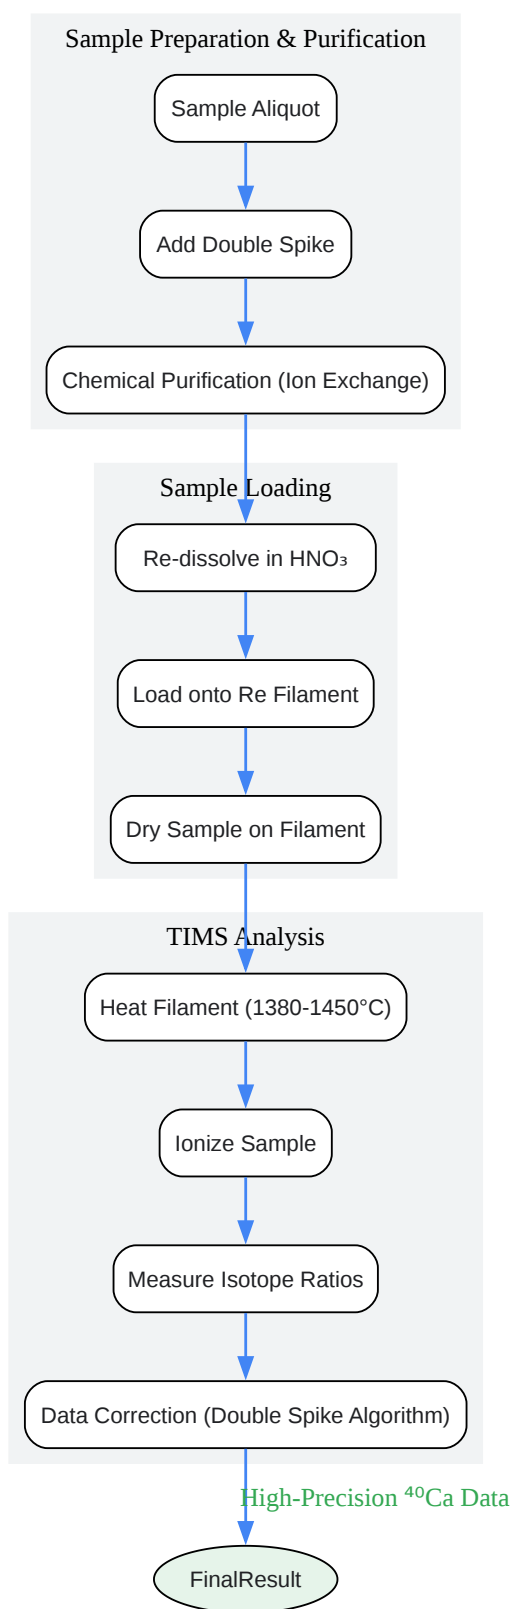 Sample Preparation & Purification
Sample Aliquot
Add Double Spike
Chemical Purification (Ion Exchange)
Sample Loading
Re-dissolve in HNO₃
Load onto Re Filament
Dry Sample on Filament
TIMS Analysis
Heat Filament (1380-1450°C)
Ionize Sample
Measure Isotope Ratios
Data Correction (Double Spike Algorithm)
High-Precision ⁴⁰Ca Data
FinalResult